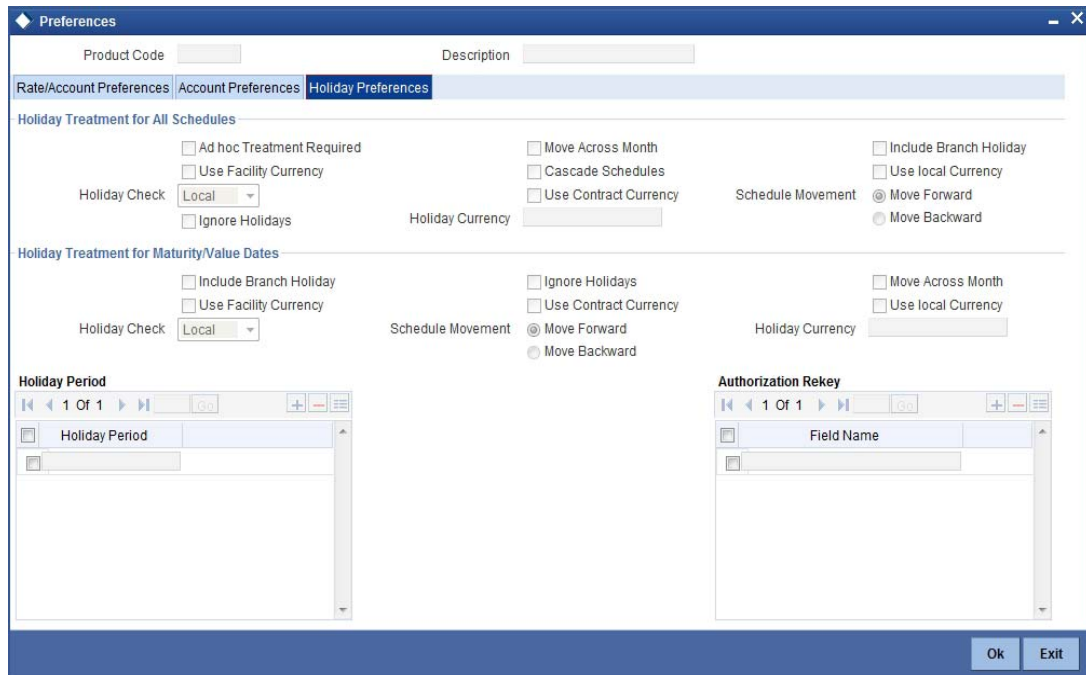 Preferences
Product Code Description
Rate/Account Preferences Account Preferences Holiday Preferences
Holiday Treatment for All Schedules
Ad hoc Treatment Required Move Across Month Include Branch Holiday
Use Facility Currency Cascade Schedules Use local Currency
Holiday Check Local Use Contract Currency Schedule Movement Move Forward
Ignore Holidays Holiday Currency Move Backward
Holiday Treatment for Maturity/Value Dates
Include Branch Holiday Ignore Holidays Move Across Month
Use Facility Currency Use Contract Currency Use local Currency
Holiday Check Local Schedule Movement Move Forward Holiday Currency
Move Backward
Holiday Period Authorization Rekey
1 Of 1 Go 1 Of 1 Go
Holiday Period Field Name
Ok Exit